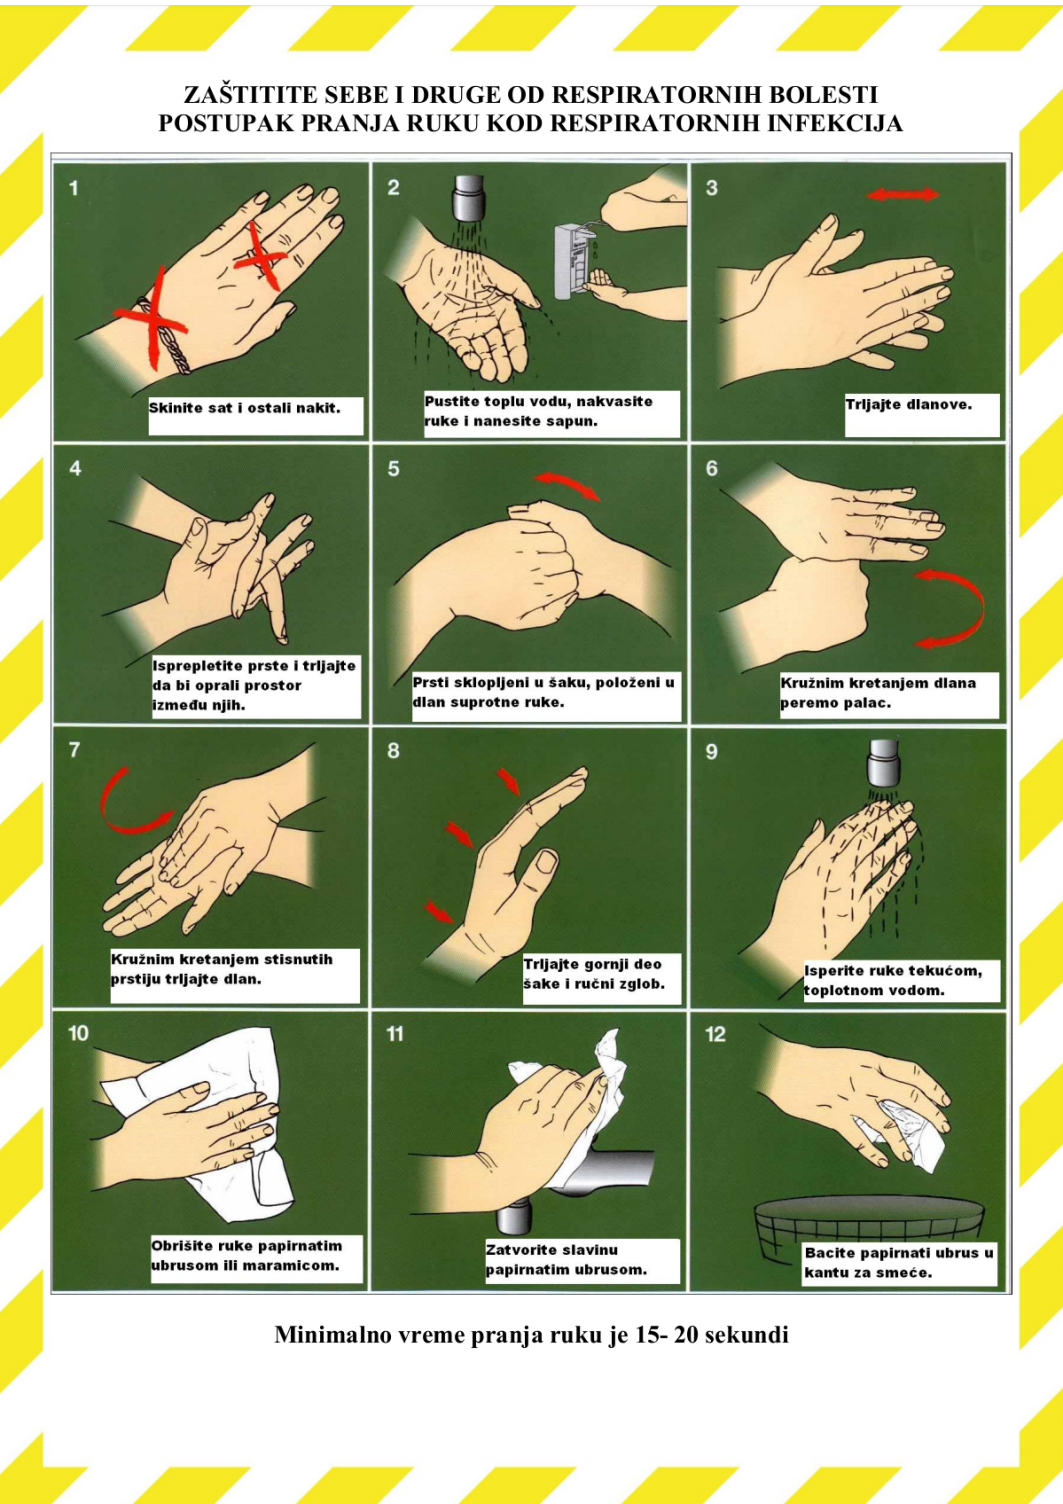 ZAŠTITITE SEBE I DRUGE OD RESPIRATORNIH BOLESTI
POSTUPAK PRANJA RUKU KOD RESPIRATORNIH INFEKCIJA
1
Skinite sat i ostali nakit.
2
Pustite toplu vodu, nakvasite
ruke i nanesite sapun.
3
Trljajte dlanove.
4
Isprepletite prste i trljajte
da bi oprali prostor
između njih.
5
Prsti sklopljeni u šaku, položeni u
dlan suprotne ruke.
6
Kružnim kretanjem dlana
peremo palac.
7
Kružnim kretanjem stisnutih
prstiju trljajte dlan.
8
Trljajte gornji deo
šake i ručni zglob.
9
Isperite ruke tekućom,
toplotnom vodom.
10
Obrišite ruke papirnatim
ubrusom ili maramicom.
11
Zatvorite slavinu
papirnatim ubrusom.
12
Bacite papirnati ubrus u
kantu za smeće.
Minimalno vreme pranja ruku je 15- 20 sekundi